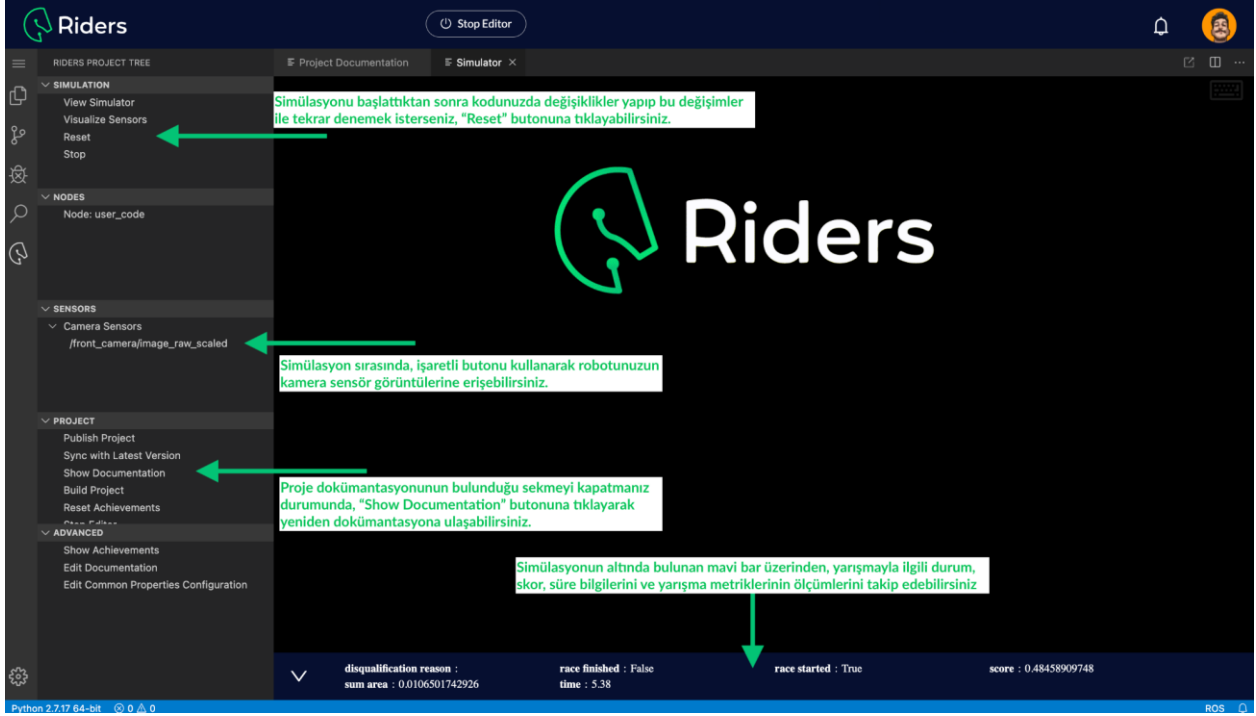 Riders
Stop Editor
RIDERS PROJECT TREE
Project Documentation
Simulator
SIMULATION
View Simulator
Visualize Sensors
Reset
Stop
Simülasyonu başlattıktan sonra kodunuzda değişiklikler yapıp bu değişimler
ile tekrar denemek isterseniz, “Reset” butonuna tıklayabilirsiniz.
NODES
Node: user_code
Riders
SENSORS
Camera Sensors
/front_camera/image_raw_scaled
Simülasyon sırasında, işaretli butonu kullanarak robotunuzun
kamera sensör görüntülerine erişebilirsiniz.
PROJECT
Publish Project
Sync with Latest Version
Show Documentation
Build Project
Reset Achievements
Stop Editor
Proje dokümantasyonunun bulunduğu sekmeyi kapatmanız
durumunda, “Show Documentation” butonuna tıklayarak
yeniden dokümantasyona ulaşabilirsiniz.
ADVANCED
Show Achievements
Edit Documentation
Edit Common Properties Configuration
Simülasyonun altında bulunan mavi bar üzerinden, yarışmayla ilgili durum,
skor, süre bilgilerini ve yarışma metriklerinin ölçümlerini takip edebilirsiniz
disqualification reason : race finished : False race started : True score : 0.48458909748
sum area : 0.0106501742926 time : 5.38
Python 2.7.17 64-bit 0 0 ROS